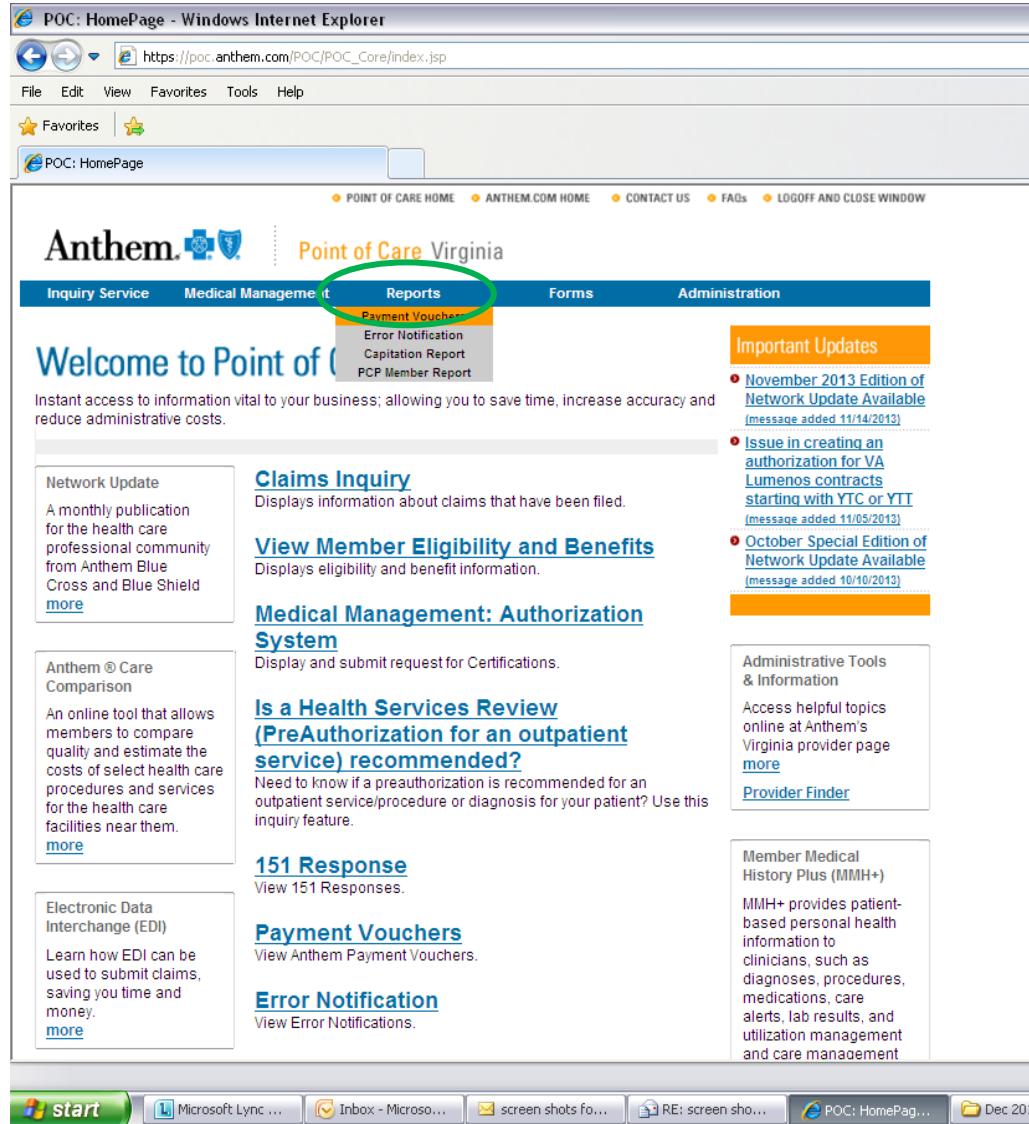 POC: HomePage - Windows Internet Explorer
https://poc.anthem.com/POC/POC_Core/index.jsp
File Edit View Favorites Tools Help
Favorites
POC: HomePage
POINT OF CARE HOME ANTHEM.COM HOME CONTACT US FAQs LOGOFF AND CLOSE WINDOW
Anthem. Point of Care Virginia
Inquiry Service Medical Management Reports Forms Administration
Payment Vouchers
Error Notification
Capitation Report
PCP Member Report
Welcome to Point of
Instant access to information vital to your business; allowing you to save time, increase accuracy and
reduce administrative costs.
Network Update
A monthly publication
for the health care
professional community
from Anthem Blue
Cross and Blue Shield
more
Anthem ® Care
Comparison
An online tool that allows
members to compare
quality and estimate the
costs of select health care
procedures and services
for the health care
facilities near them.
more
Electronic Data
Interchange (EDI)
Learn how EDI can be
used to submit claims,
saving you time and
money.
more
Claims Inquiry
Displays information about claims that have been filed.
View Member Eligibility and Benefits
Displays eligibility and benefit information.
Medical Management: Authorization
System
Display and submit request for Certifications.
Is a Health Services Review
(PreAuthorization for an outpatient
service) recommended?
Need to know if a preauthorization is recommended for an
outpatient service/procedure or diagnosis for your patient? Use this
inquiry feature.
151 Response
View 151 Responses.
Payment Vouchers
View Anthem Payment Vouchers.
Error Notification
View Error Notifications.
Important Updates
November 2013 Edition of
Network Update Available
(message added 11/14/2013)
Issue in creating an
authorization for VA
Lumenos contracts
starting with YTC or YTT
(message added 11/05/2013)
October Special Edition of
Network Update Available
(message added 10/10/2013)
Administrative Tools
& Information
Access helpful topics
online at Anthem's
Virginia provider page
more
Provider Finder
Member Medical
History Plus (MMH+)
MMH+ provides patient-
based personal health
information to
clinicians, such as
diagnoses, procedures,
medications, care
alerts, lab results, and
utilization management
and care management
start Microsoft Lync ... Inbox - Microso... screen shots fo... RE: screen sho... POC: HomePag... Dec 201